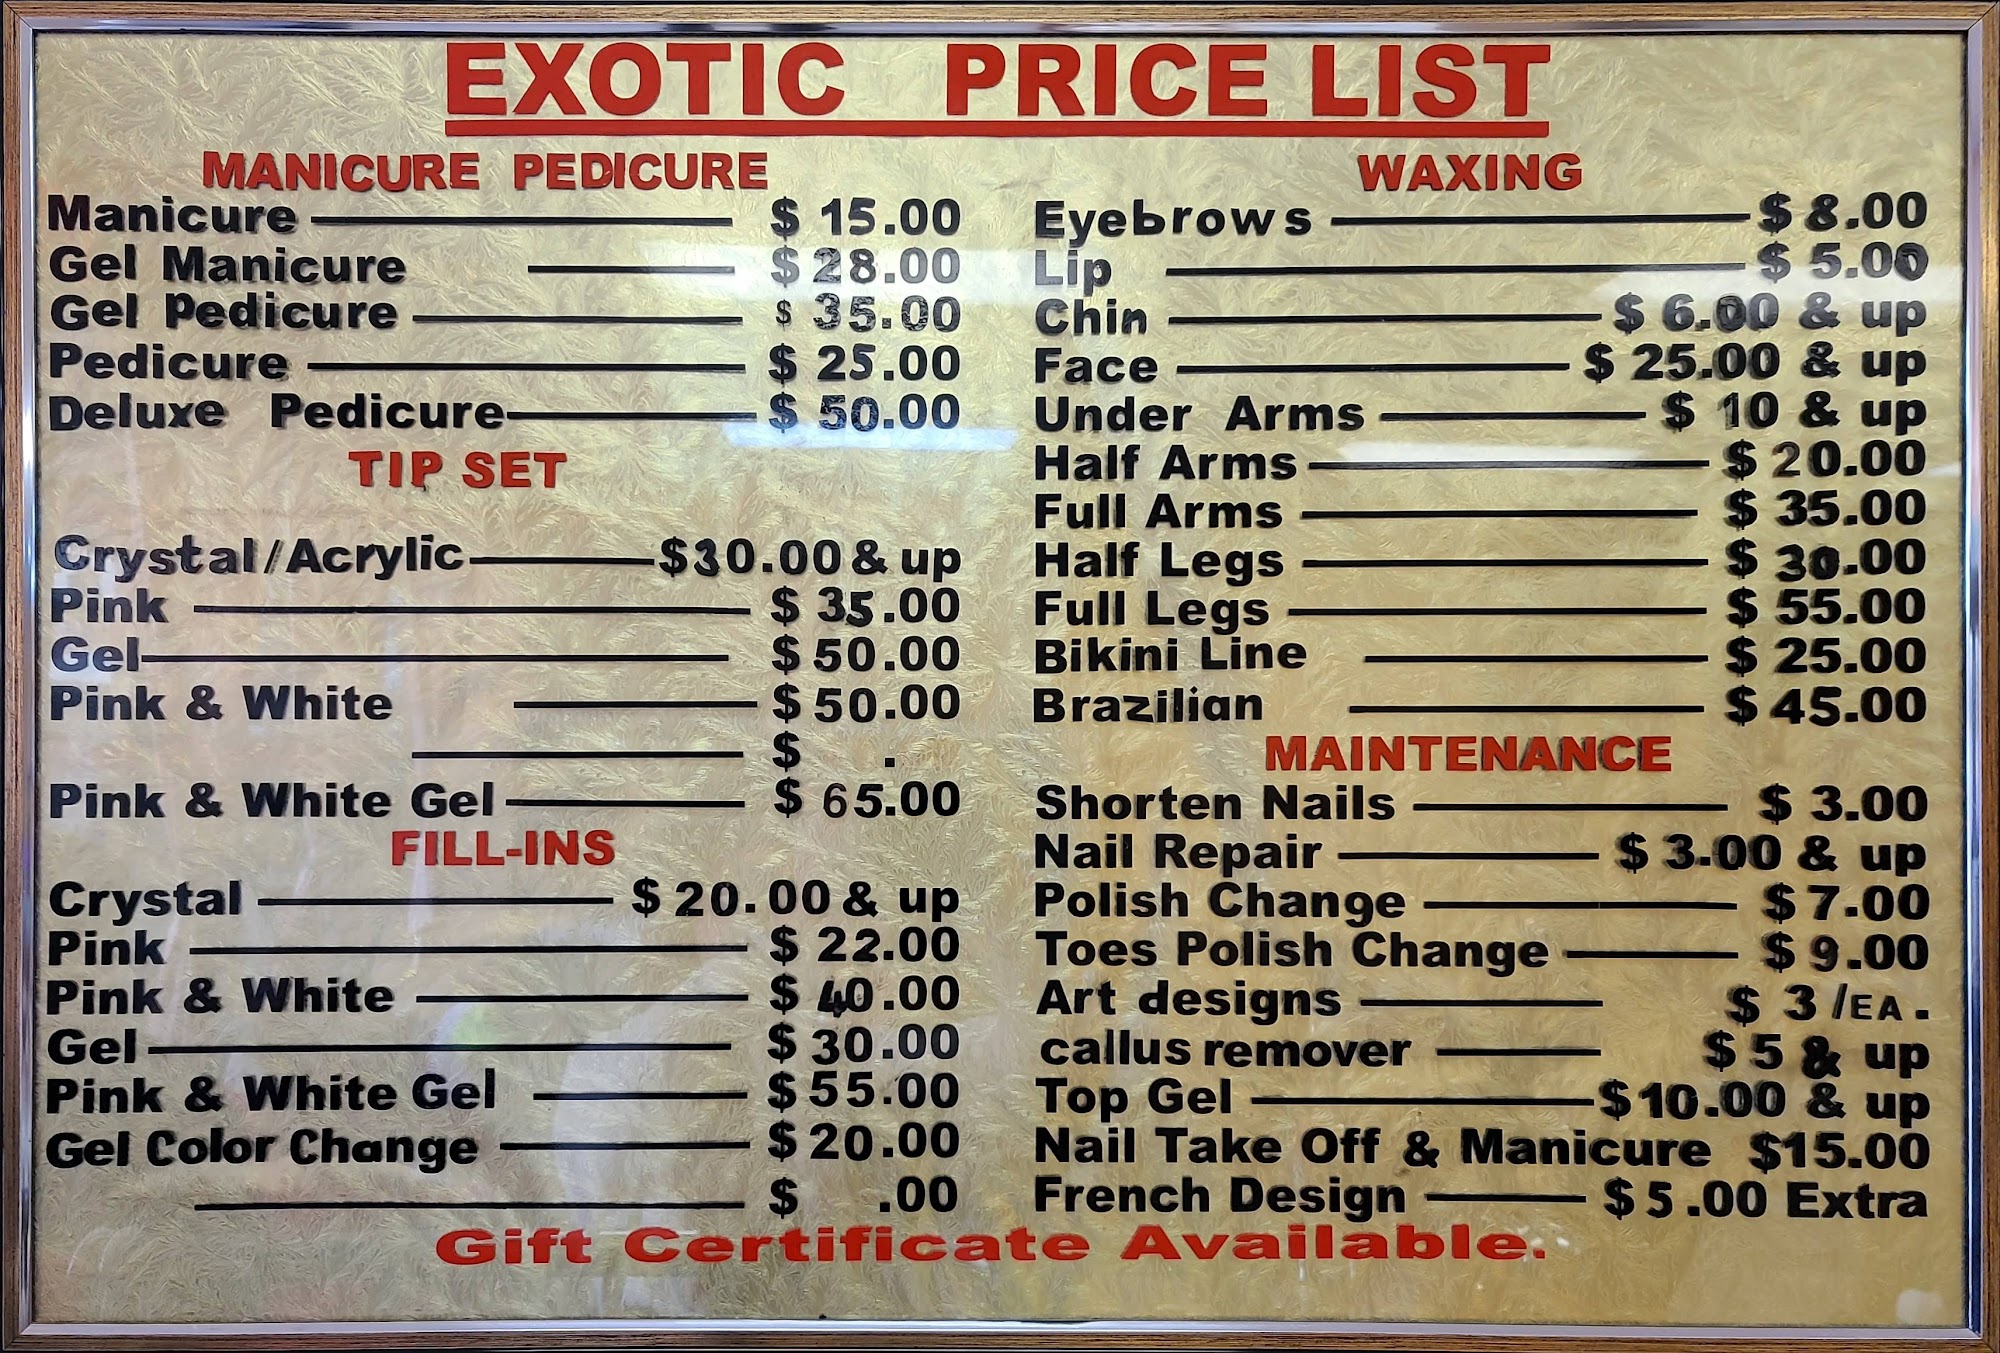 EXOTIC PRICE LIST
MANICURE PEDICURE
Manicure $ 15.00
Gel Manicure $ 28.00
Gel Pedicure $ 35.00
Pedicure $ 25.00
Deluxe Pedicure $ 50.00
TIP SET
Crystal/Acrylic $30.00 & up
Pink $ 35.00
Gel $ 50.00
Pink & White $ 50.00
$ .
Pink & White Gel $ 65.00
FILL-INS
Crystal $ 20.00 & up
Pink $ 22.00
Pink & White $ 40.00
Gel $ 30.00
Pink & White Gel $ 55.00
Gel Color Change $ 20.00
$ .00
WAXING
Eyebrows $ 8.00
Lip $ 5.00
Chin $ 6.00 & up
Face $ 25.00 & up
Under Arms $ 10 & up
Half Arms $ 20.00
Full Arms $ 35.00
Half Legs $ 30.00
Full Legs $ 55.00
Bikini Line $ 25.00
Brazilian $ 45.00
MAINTENANCE
Shorten Nails $ 3.00
Nail Repair $ 3.00 & up
Polish Change $ 7.00
Toes Polish Change $ 9.00
Art designs $ 3 /EA.
callus remover $ 5 & up
Top Gel $10.00 & up
Nail Take Off & Manicure $15.00
French Design $ 5.00 Extra
Gift Certificate Available.